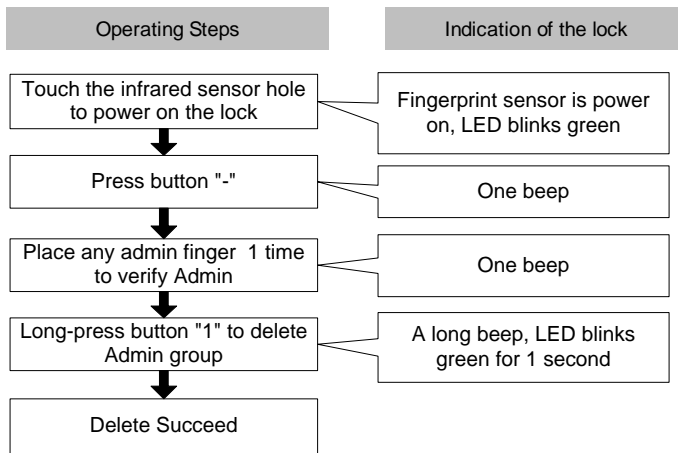 Operating Steps
Indication of the lock
Touch the infrared sensor hole
to power on the lock
Fingerprint sensor is power
on, LED blinks green
Press button "-"
One beep
Place any admin finger 1 time
to verify Admin
One beep
Long-press button "1" to delete
Admin group
A long beep, LED blinks
green for 1 second
Delete Succeed